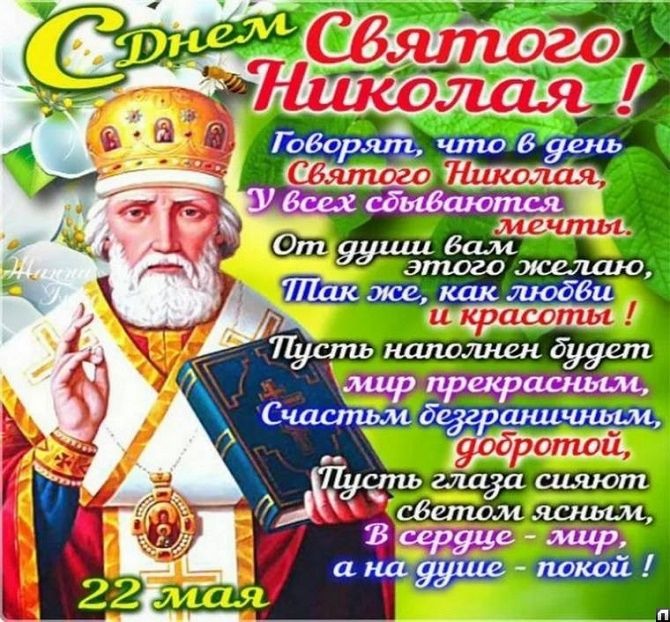 С Днем Святого
Николая !
Говорят, что в день
Святого Николая,
У всех сбываются
мечты.
От души вам
этого желаю,
Так же, как любви
и красоты !
Пусть наполнен будет
мир прекрасным,
Счастьм безграничным,
добротой,
Пусть глаза сияют
светом ясным,
В сердце - мир,
а на душе - покой !
22 мая
Жанна